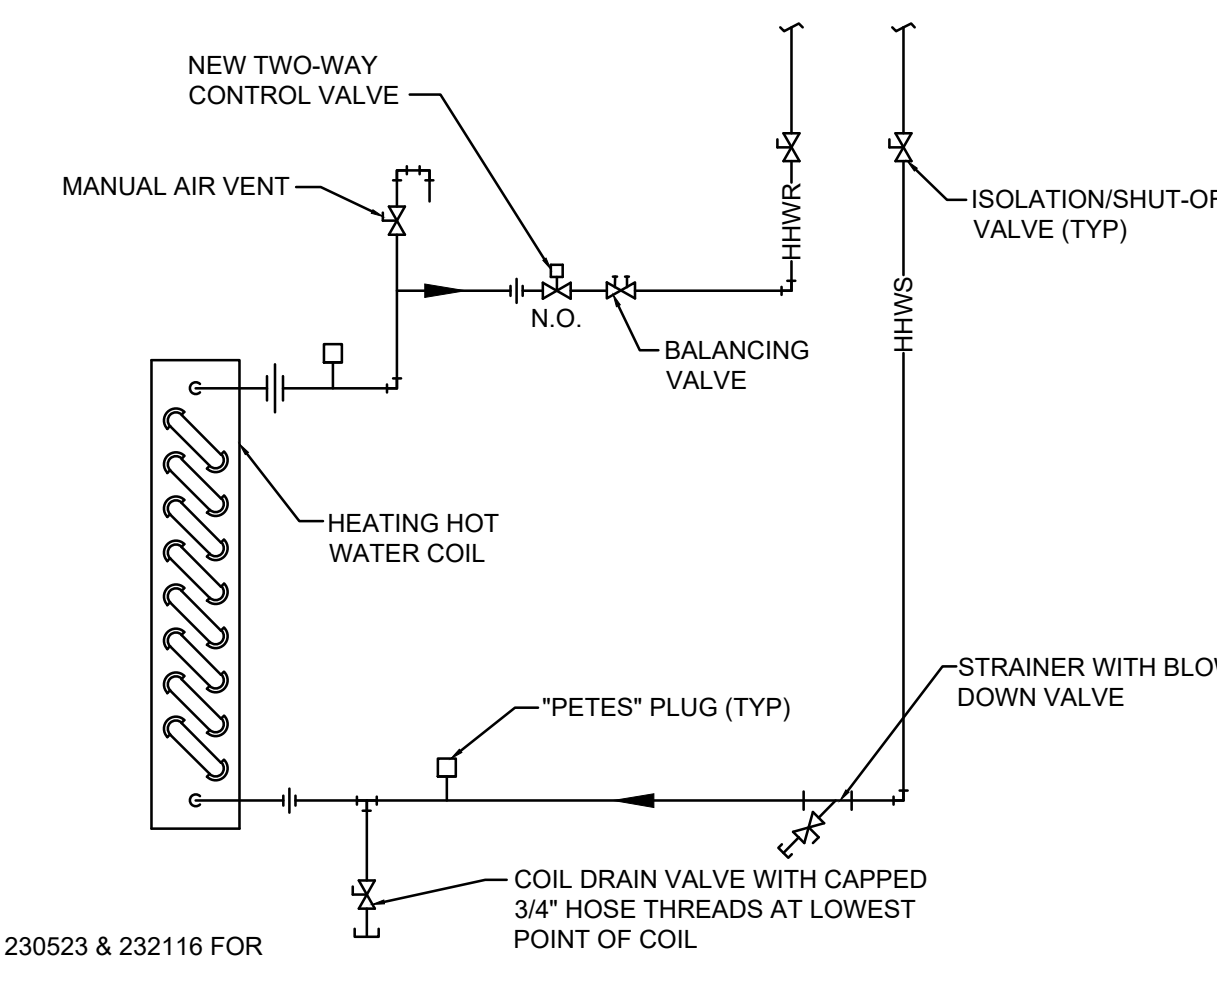 NEW TWO-WAY
CONTROL VALVE
MANUAL AIR VENT
HHWR
ISOLATION/SHUT-OF
VALVE (TYP)
N.O.
HHWS
BALANCING
VALVE
HEATING HOT
WATER COIL
STRAINER WITH BLOW
DOWN VALVE
"PETES" PLUG (TYP)
COIL DRAIN VALVE WITH CAPPED
3/4" HOSE THREADS AT LOWEST
POINT OF COIL
230523 & 232116 FOR